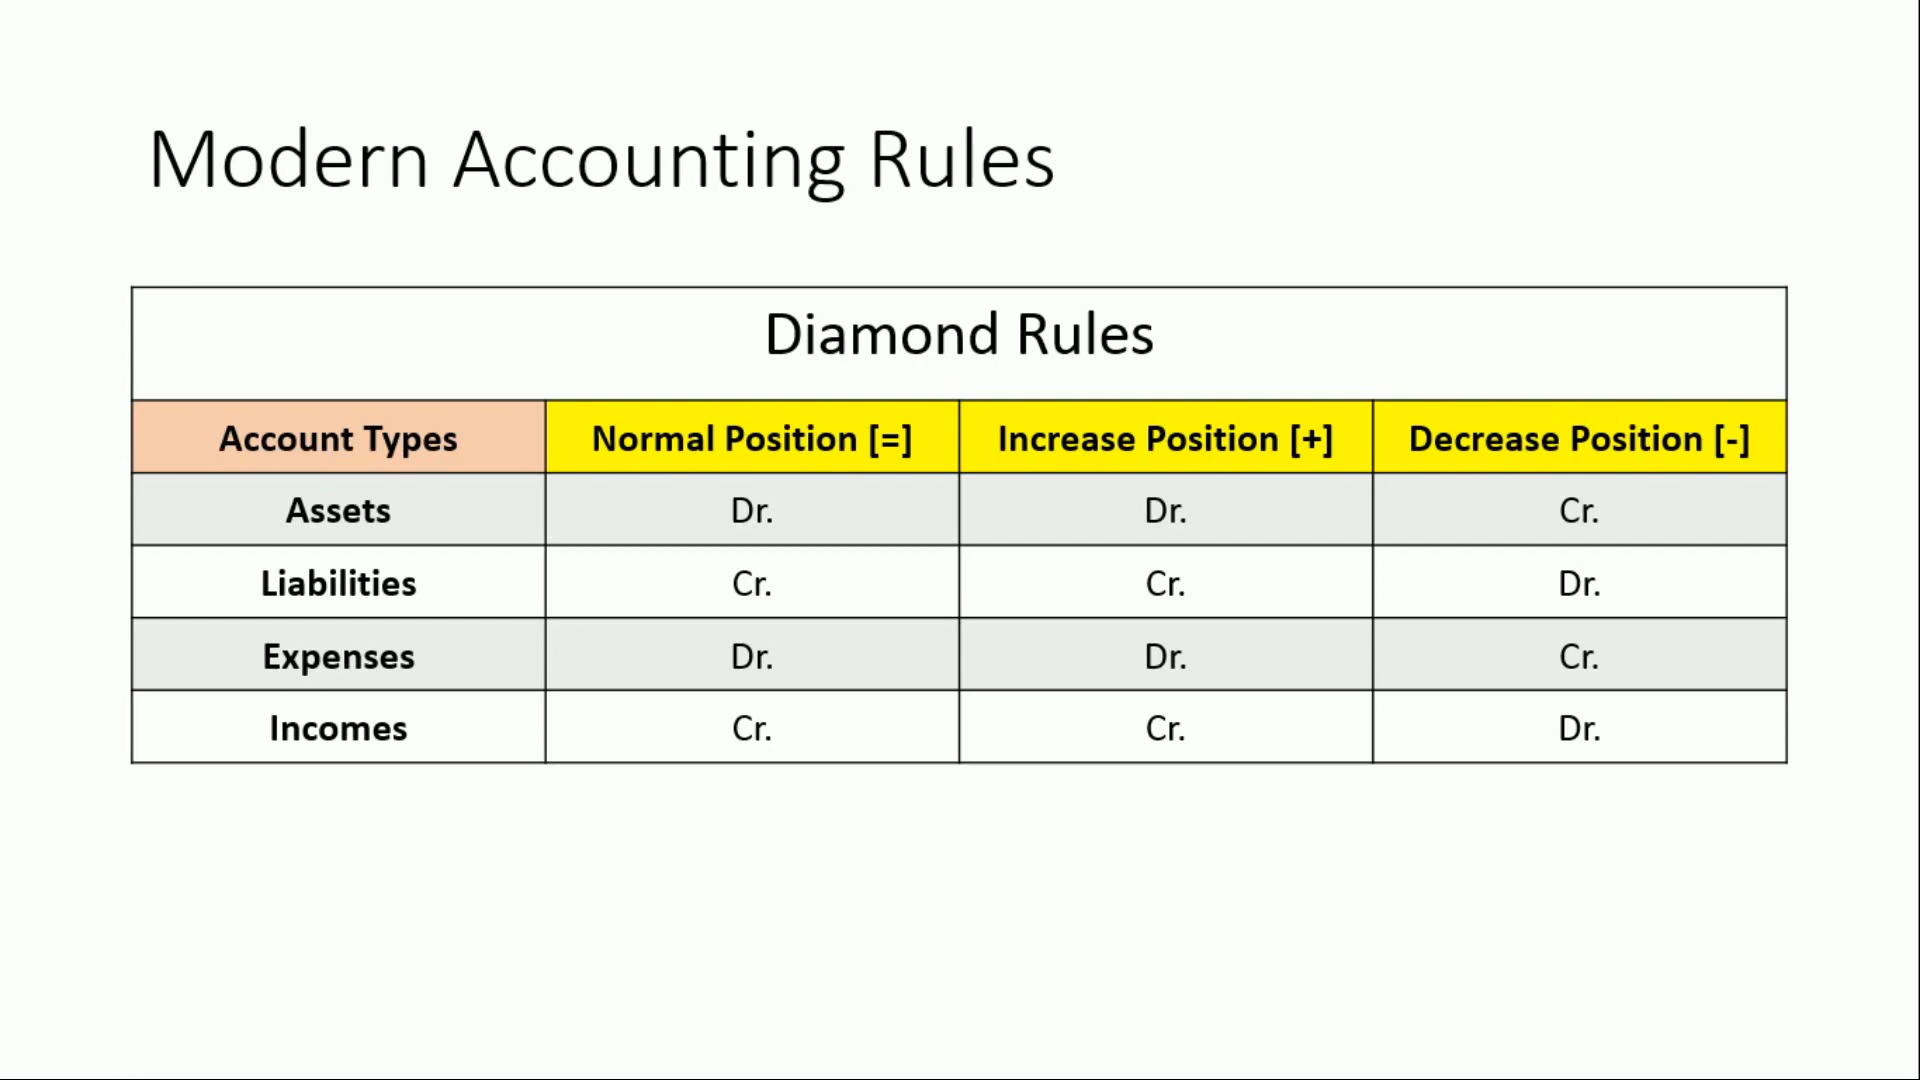 Modern Accounting Rules
Diamond Rules
Account Types Normal Position [=] Increase Position [+] Decrease Position [-]
Assets Dr. Dr. Cr.
Liabilities Cr. Cr. Dr.
Expenses Dr. Dr. Cr.
Incomes Cr. Cr. Dr.